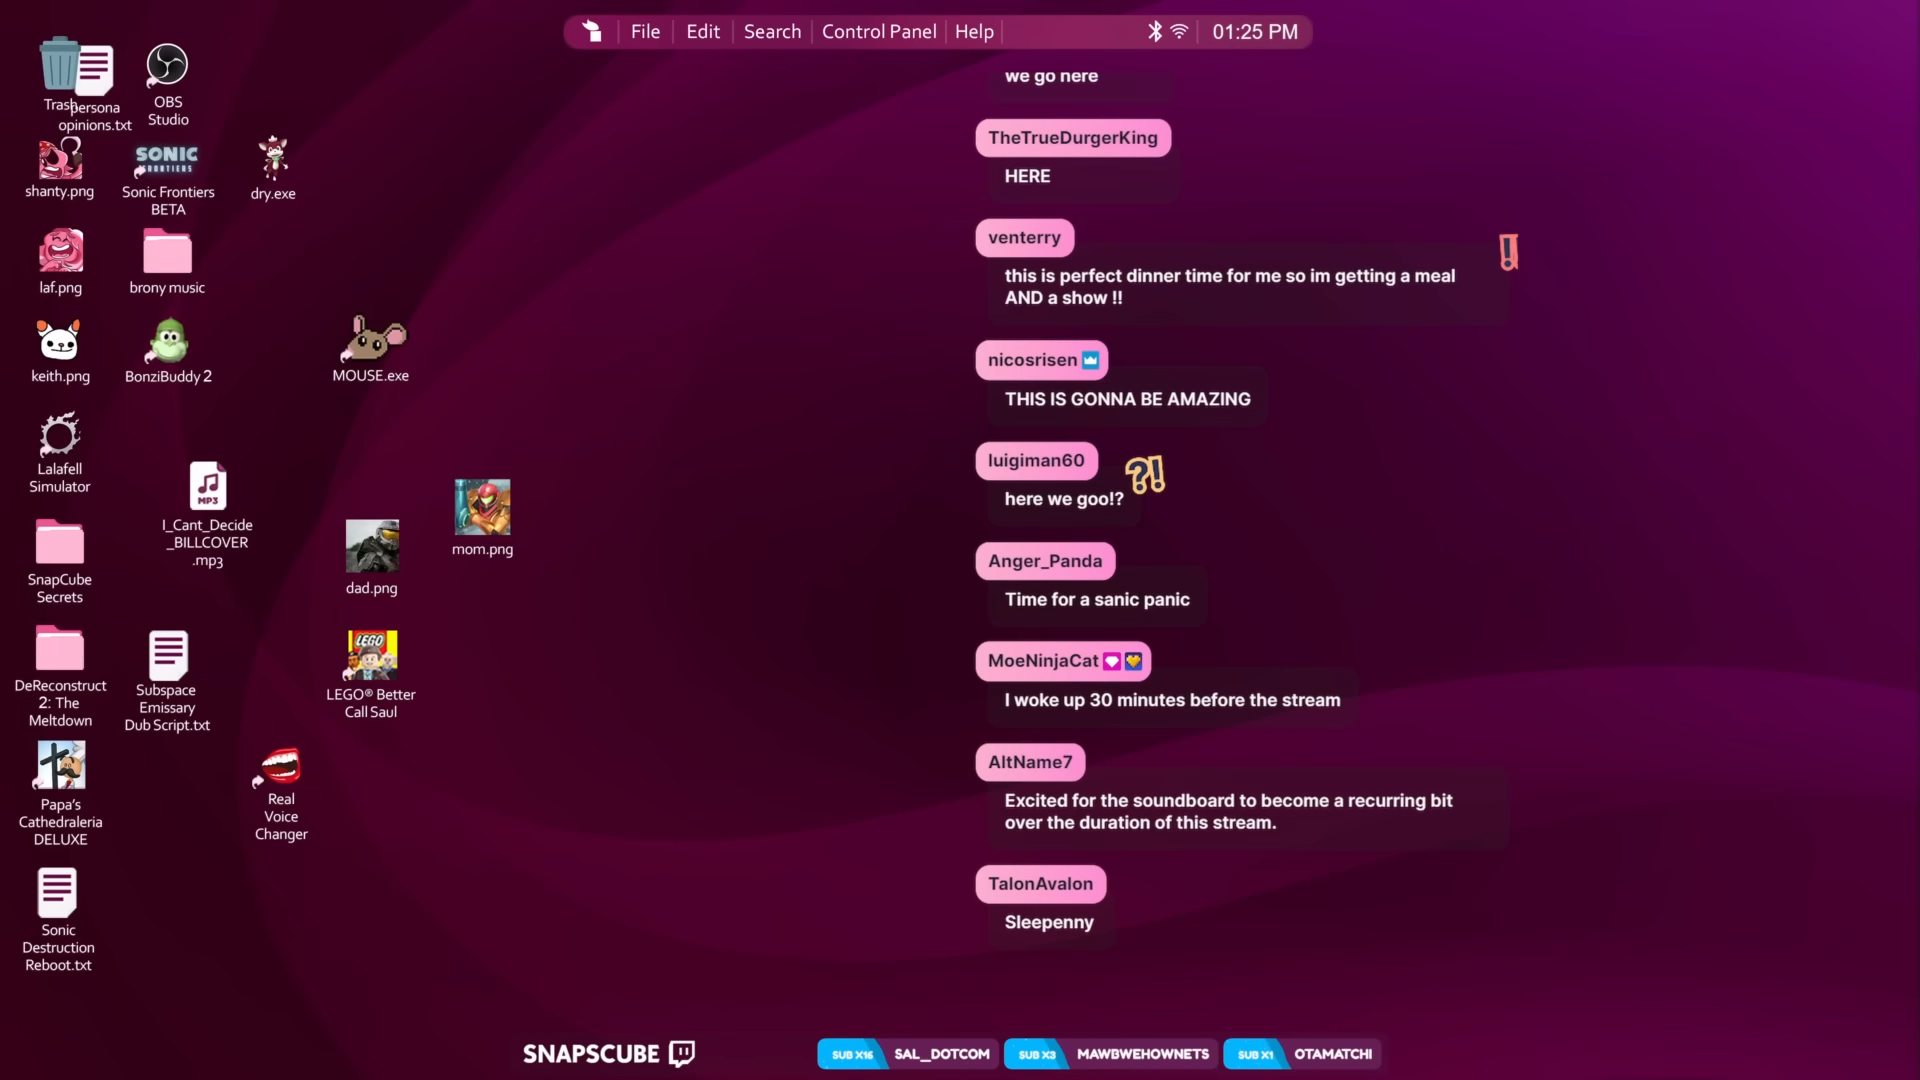 File
Edit
Search
Control Panel
Help
01:25 PM
Trash
persona
opinions.txt
OBS
Studio
shanty.png
SONIC
FRONTIERS
Sonic Frontiers
BETA
dry.exe
laf.png
brony music
keith.png
BonziBuddy 2
MOUSE.exe
Lalafell
Simulator
MP3
I_Cant_Decide
_BILLCOVER
.mp3
dad.png
mom.png
SnapCube
Secrets
DeReconstruct
2: The
Meltdown
Subspace
Emissary
Dub Script.txt
LEGO
LEGO® Better
Call Saul
Papa's
Cathedraleria
DELUXE
Real
Voice
Changer
Sonic
Destruction
Reboot.txt
we go here
TheTrueDurgerKing
HERE
venterry
this is perfect dinner time for me so im getting a meal
AND a show !!
!
nicosrisen
THIS IS GONNA BE AMAZING
luigiman60
?!
here we goo!?
Anger_Panda
Time for a sanic panic
MoeNinjaCat
I woke up 30 minutes before the stream
AltName7
Excited for the soundboard to become a recurring bit
over the duration of this stream.
TalonAvalon
Sleepenny
SNAPSCUBE
SUB X16 SAL_DOTCOM
SUB X3 MAWBWEHOWNETS
SUB X1 OTAMATCHI